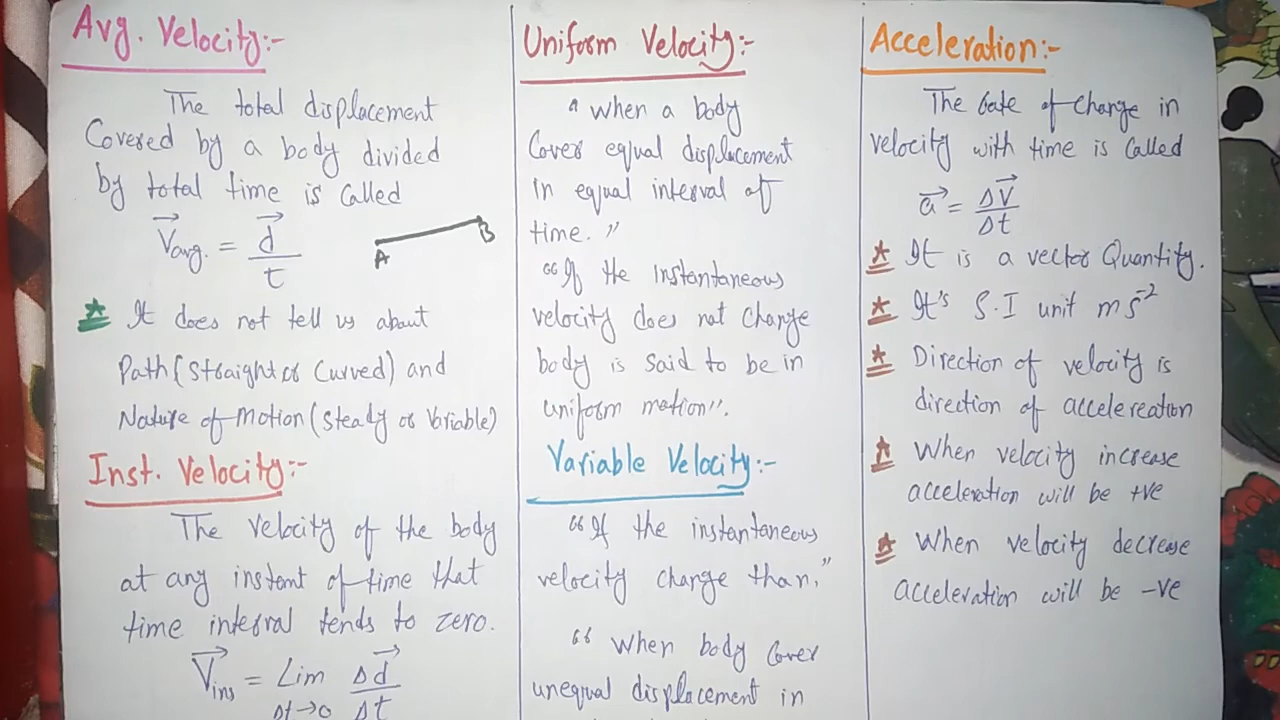 Avg. Velocity:-
The total displacement
Covered by a body divided
by total time is called
V⃗avg. = d⃗ / t
A B
It does not tell us about
Path (Straight or Curved) and
Nature of motion (Steady or Variable)
Inst. Velocity:-
The velocity of the body
at any instant of time that
time interval tends to zero.
V⃗ins = Lim Δd⃗
Δt→0 Δt
Uniform Velocity:-
"when a body
Cover equal displacement
in equal interval of
time."
"If the instantaneous
velocity does not change
body is said to be in
uniform motion".
Variable Velocity:-
"If the instantaneous
velocity change than."
"When body cover
unequal displacement in
Acceleration:-
The Rate of change in
velocity with time is called
a⃗ = ΔV⃗ / Δt
It is a vector Quantity.
It's S.I unit ms⁻²
Direction of velocity is
direction of accelereation
When velocity increase
acceleration will be +ve
When velocity decrease
acceleration will be -ve